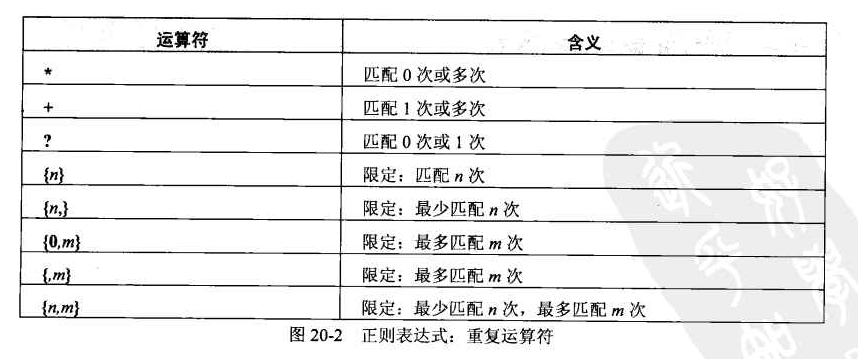 运算符 含义
* 匹配 0 次或多次
+ 匹配 1 次或多次
? 匹配 0 次或 1 次
{n} 限定：匹配 n 次
{n,} 限定：最少匹配 n 次
{0,m} 限定：最多匹配 m 次
{,m} 限定：最多匹配 m 次
{n,m} 限定：最少匹配 n 次，最多匹配 m 次
图 20-2 正则表达式：重复运算符